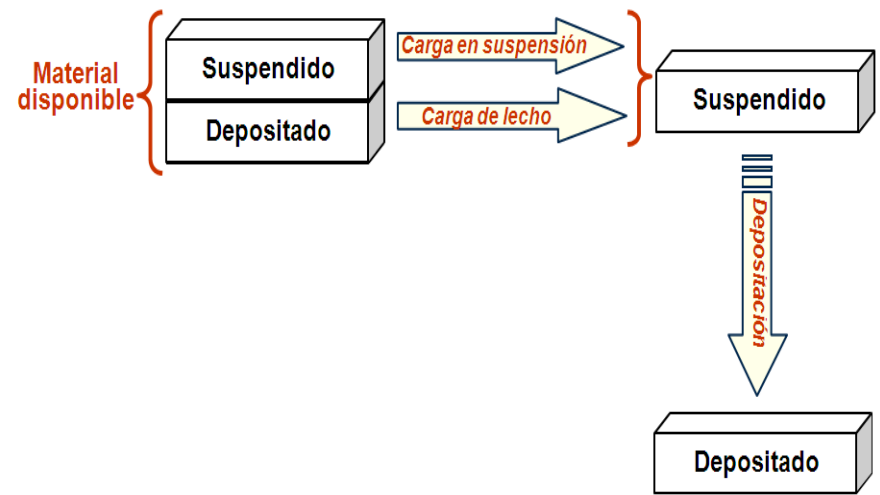 Material
disponible
Suspendido
Depositado
Carga en suspensión
Carga de lecho
Suspendido
Depositación
Depositado